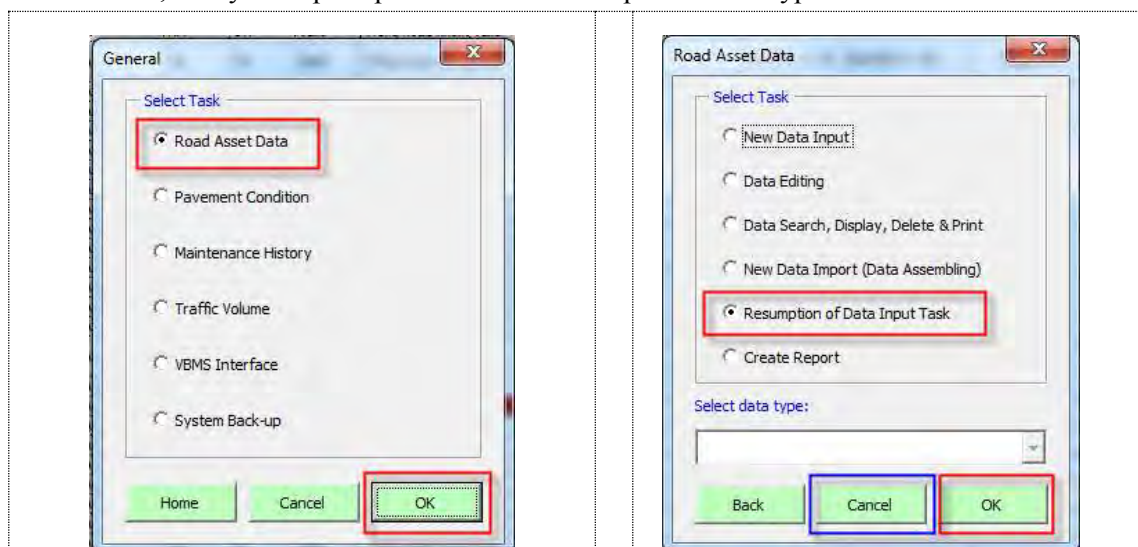 General
Select Task
Road Asset Data
Pavement Condition
Maintenance History
Traffic Volume
VBMS Interface
System Back-up
Home Cancel OK
Road Asset Data
Select Task
New Data Input
Data Editing
Data Search, Display, Delete & Print
New Data Import (Data Assembling)
Resumption of Data Input Task
Create Report
Select data type:
Back Cancel OK